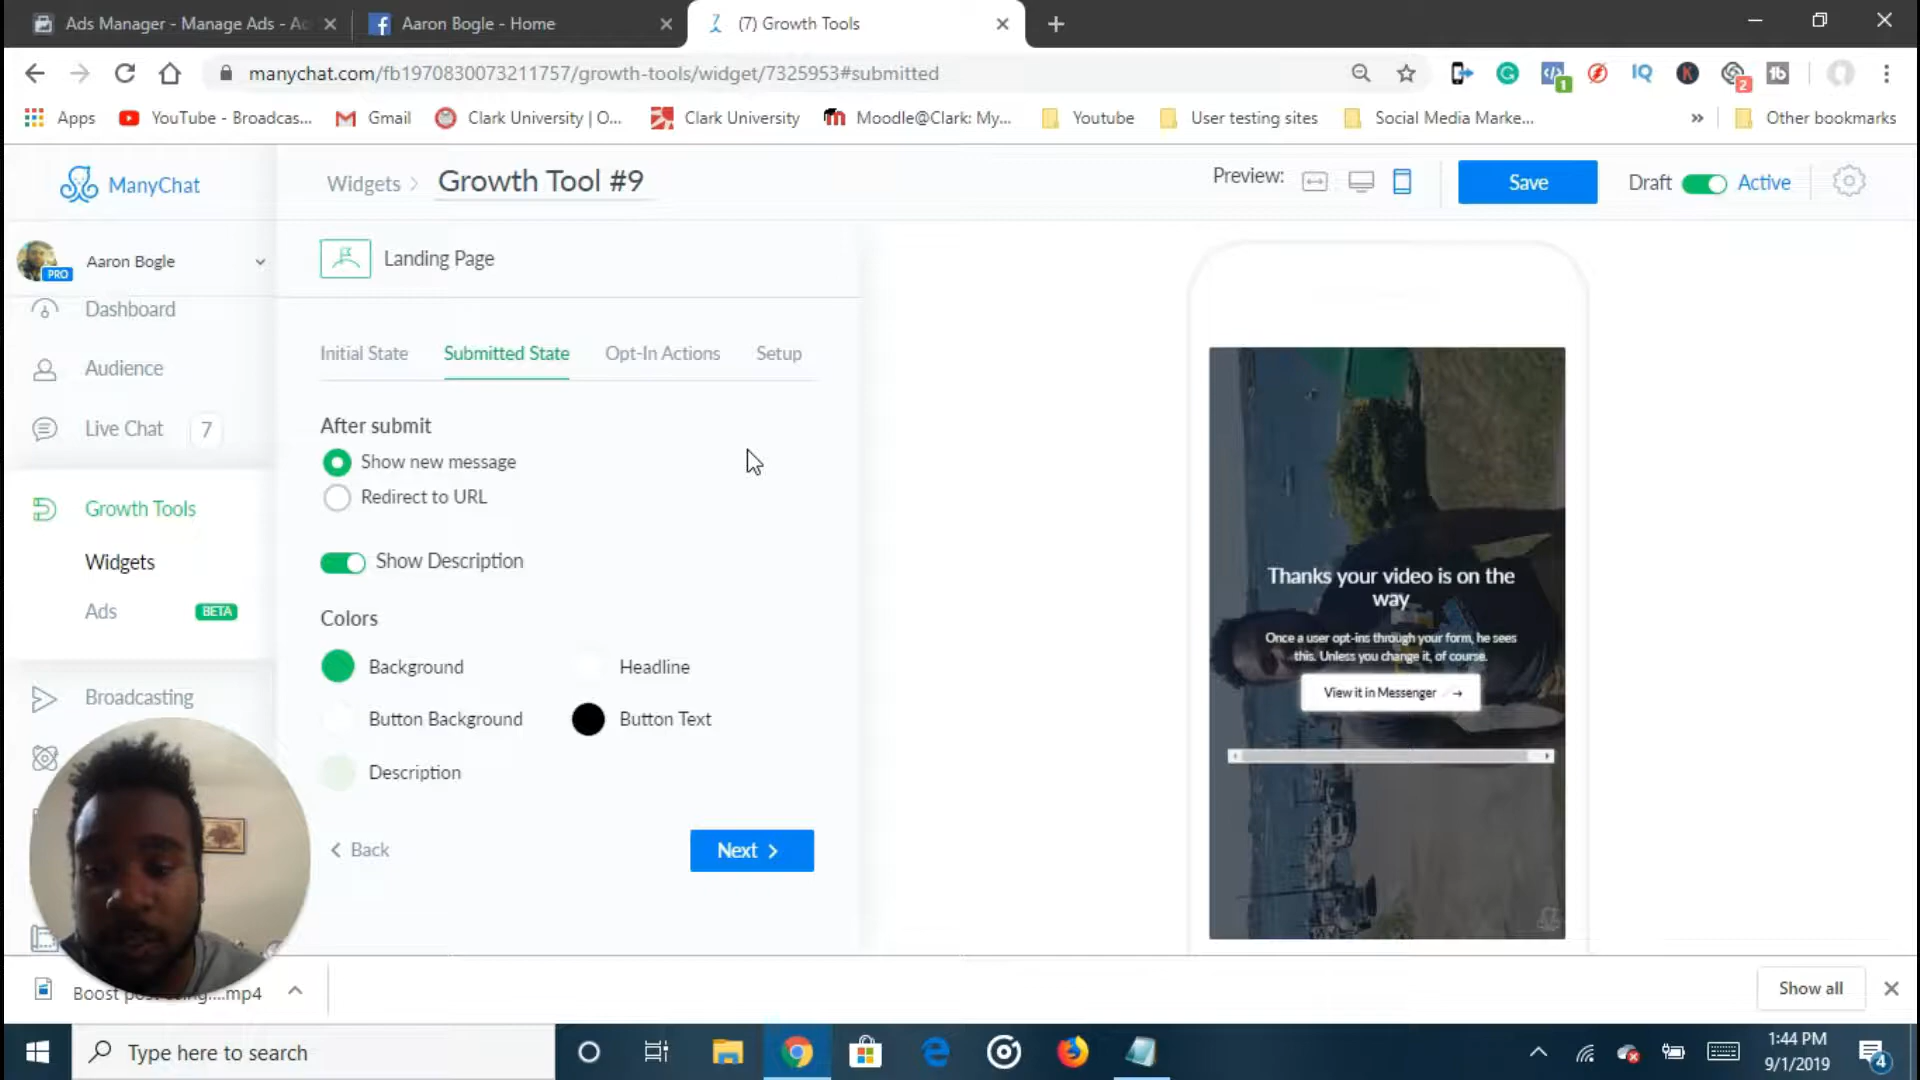 Ads Manager - Manage Ads - Ac
Aaron Bogle - Home
(7) Growth Tools
manychat.com/fb1970830073211757/growth-tools/widget/7325953#submitted
Apps
YouTube - Broadcas...
Gmail
Clark University | O...
Clark University
Moodle@Clark: My...
Youtube
User testing sites
Social Media Marke...
»
Other bookmarks
ManyChat
Widgets
Growth Tool #9
Preview:
Save
Draft
Active
Aaron Bogle
PRO
Landing Page
Dashboard
Audience
Live Chat
7
Growth Tools
Widgets
Ads
BETA
Broadcasting
Initial State
Submitted State
Opt-In Actions
Setup
After submit
Show new message
Redirect to URL
Show Description
Colors
Background
Headline
Button Background
Button Text
Description
Back
Next
Thanks your video is on the
way
Once a user opt-ins through your form, he sees
this. Unless you change it, of course.
View it in Messenger →
IQ
K
1
2
tb
Show all
Type here to search
1:44 PM
9/1/2019
4